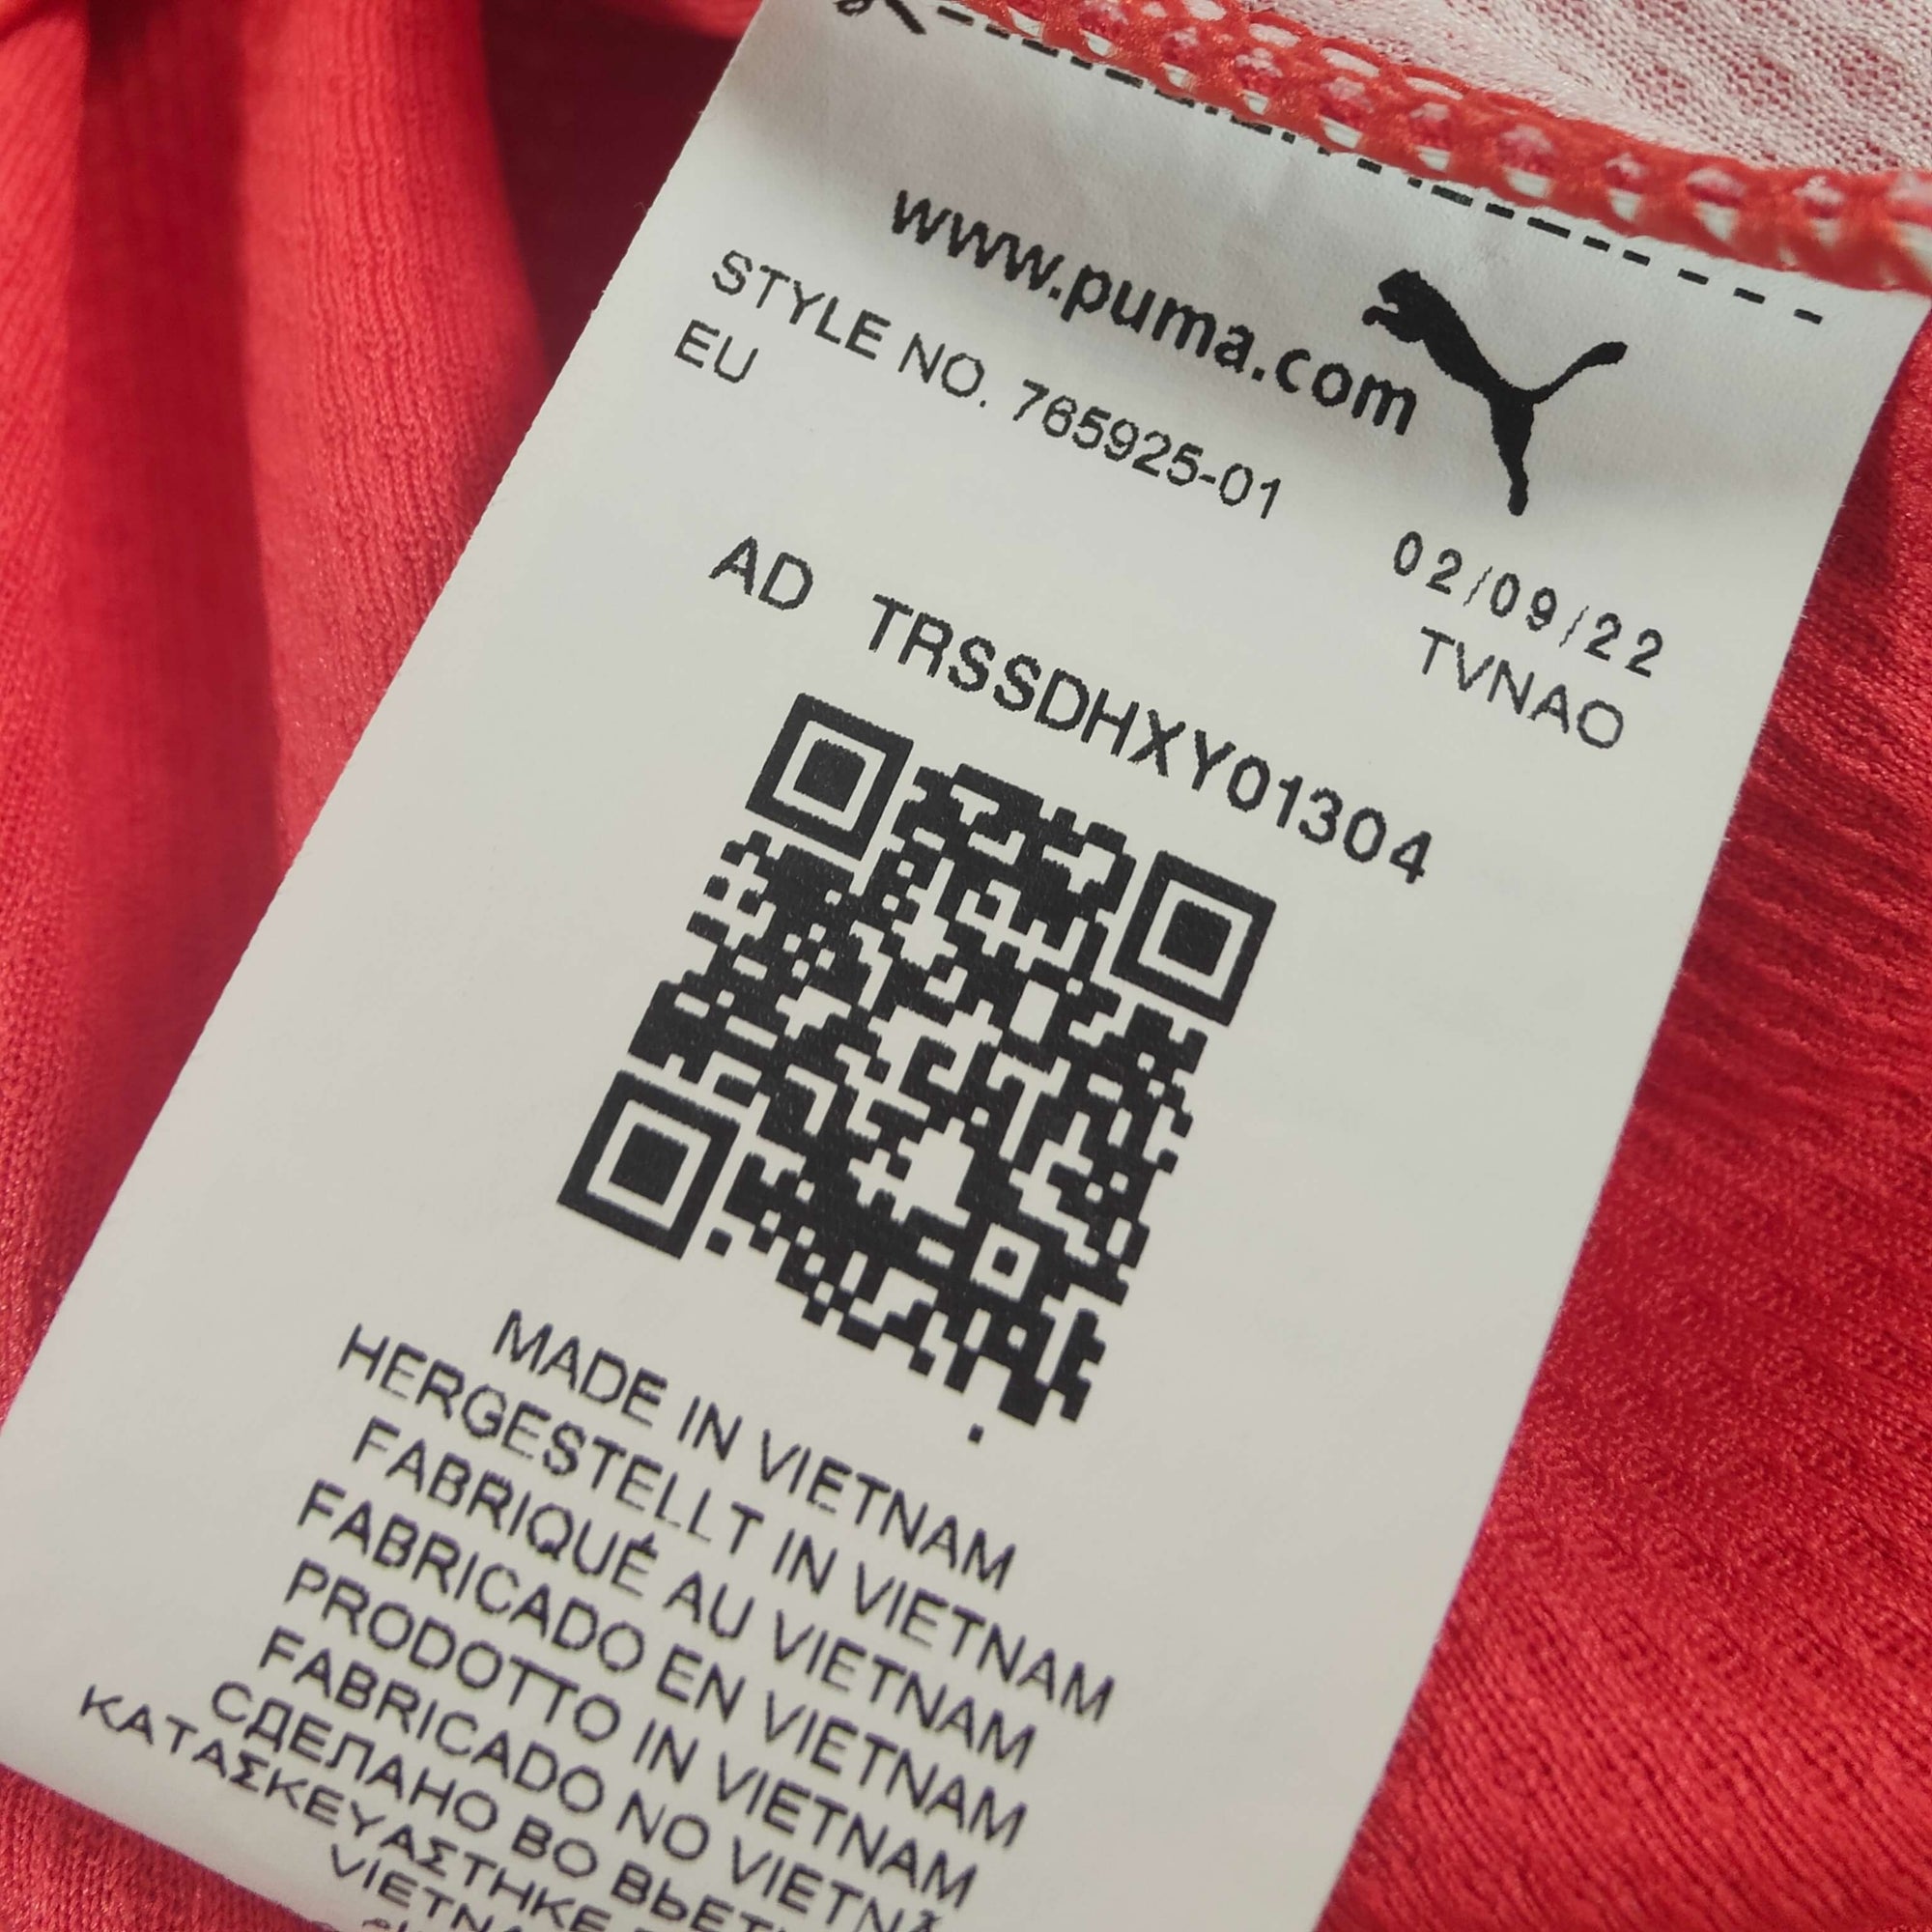 www.puma.com
STYLE NO. 765925-01
EU
02/09/22
TVNAO
AD TRSSDHXY01304
MADE IN VIETNAM
HERGESTELLT IN VIETNAM
FABRIQUÉ AU VIETNAM
FABRICADO EN VIETNAM
PRODOTTO IN VIETNAM
FABRICADO NO VIETNÃ
СДЕЛАНО ВО
ΚΑΤΑΣΚΕΥΑΣΤΗΚΕ